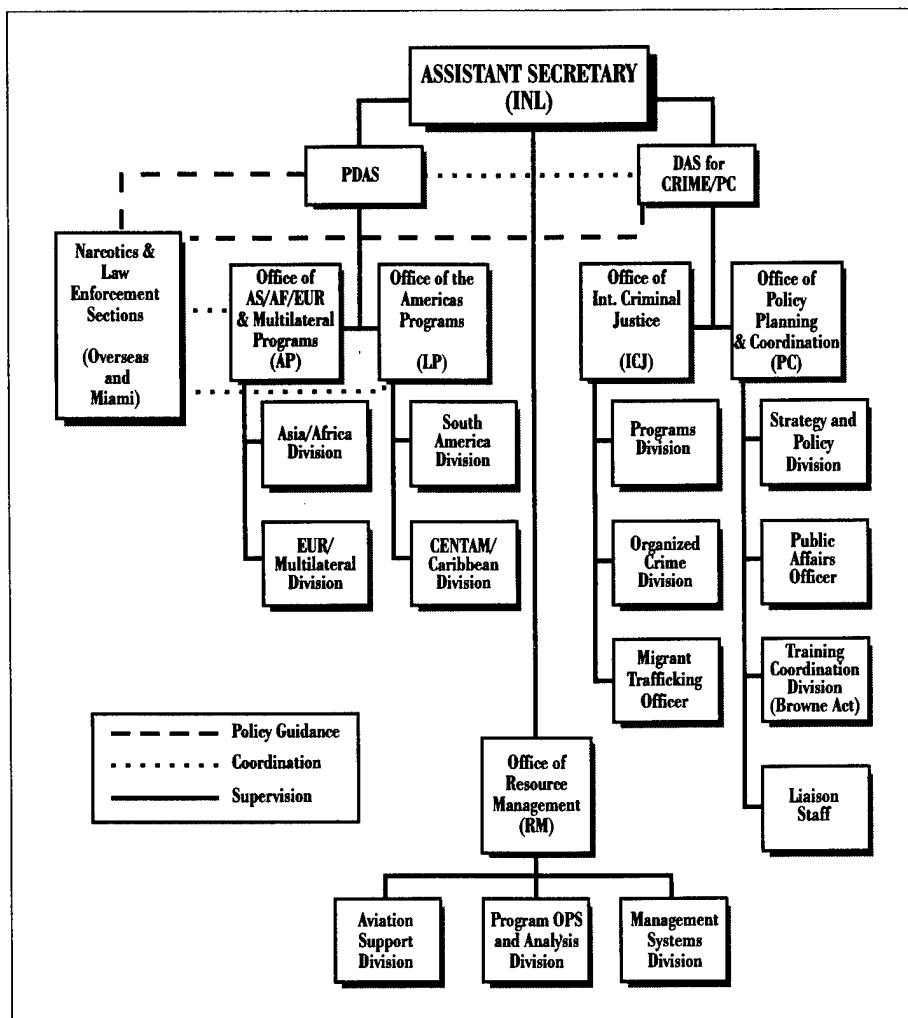 ASSISTANT SECRETARY
(INL)
PDAS
DAS for
CRIME/PC
Narcotics &
Law
Enforcement
Sections
(Overseas
and
Miami)
Office of
AS/AF/EUR
& Multilateral
Programs
(AP)
Office of the
Americas
Programs
(LP)
Office of
Int. Criminal
Justice
(ICJ)
Office of
Policy
Planning
& Coordination
(PC)
Asia/Africa
Division
South
America
Division
Programs
Division
Strategy and
Policy
Division
EUR/
Multilateral
Division
CENTAM/
Caribbean
Division
Organized
Crime
Division
Public
Affairs
Officer
Migrant
Trafficking
Officer
Training
Coordination
Division
(Browne Act)
Policy Guidance
Coordination
Supervision
Office of
Resource
Management
(RM)
Liaison
Staff
Aviation
Support
Division
Program OPS
and Analysis
Division
Management
Systems
Division